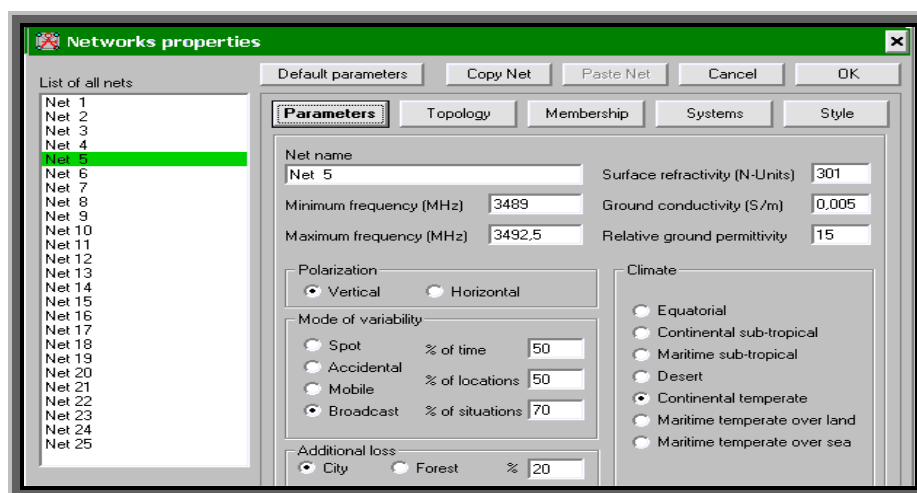 Networks properties
List of all nets
Default parameters Copy Net Paste Net Cancel OK
Net 1
Net 2
Net 3
Net 4
Net 5
Net 6
Net 7
Net 8
Net 9
Net 10
Net 11
Net 12
Net 13
Net 14
Net 15
Net 16
Net 17
Net 18
Net 19
Net 20
Net 21
Net 22
Net 23
Net 24
Net 25
Parameters Topology Membership Systems Style
Net name
Net 5
Minimum frequency (MHz) 3489
Maximum frequency (MHz) 3492,5
Surface refractivity (N-Units) 301
Ground conductivity (S/m) 0,005
Relative ground permittivity 15
Polarization
Vertical Horizontal
Mode of variability
Spot
Accidental
Mobile
Broadcast
% of time 50
% of locations 50
% of situations 70
Additional loss
City Forest % 20
Climate
Equatorial
Continental sub-tropical
Maritime sub-tropical
Desert
Continental temperate
Maritime temperate over land
Maritime temperate over sea